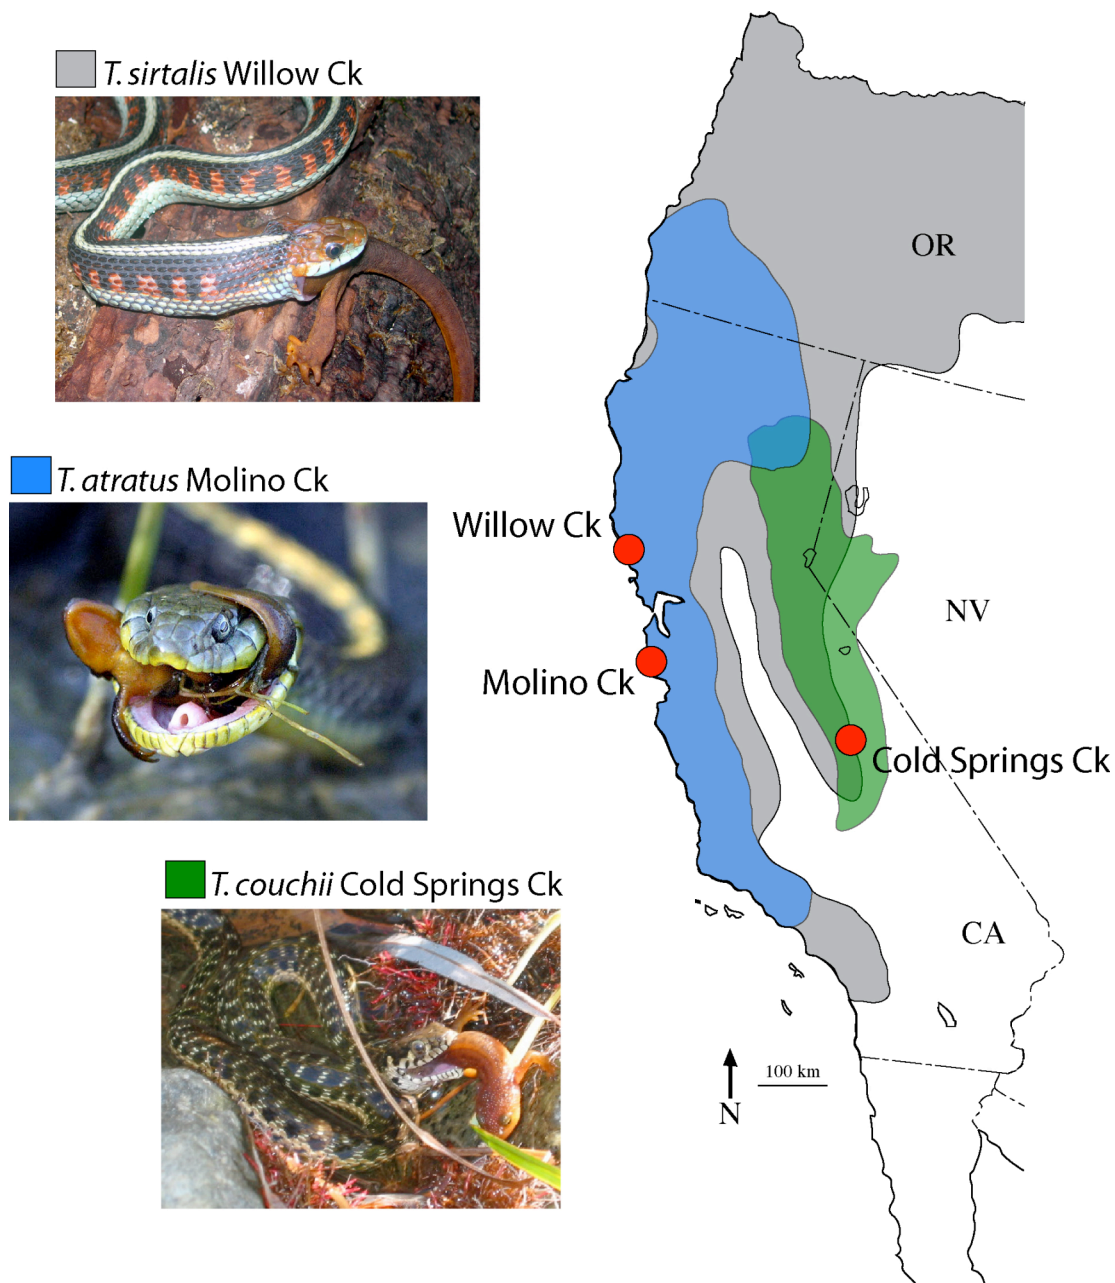 T. sirtalis Willow Ck
OR
T. atratus Molino Ck
Willow Ck
NV
Molino Ck
Cold Springs Ck
T. couchii Cold Springs Ck
CA
100 km
N